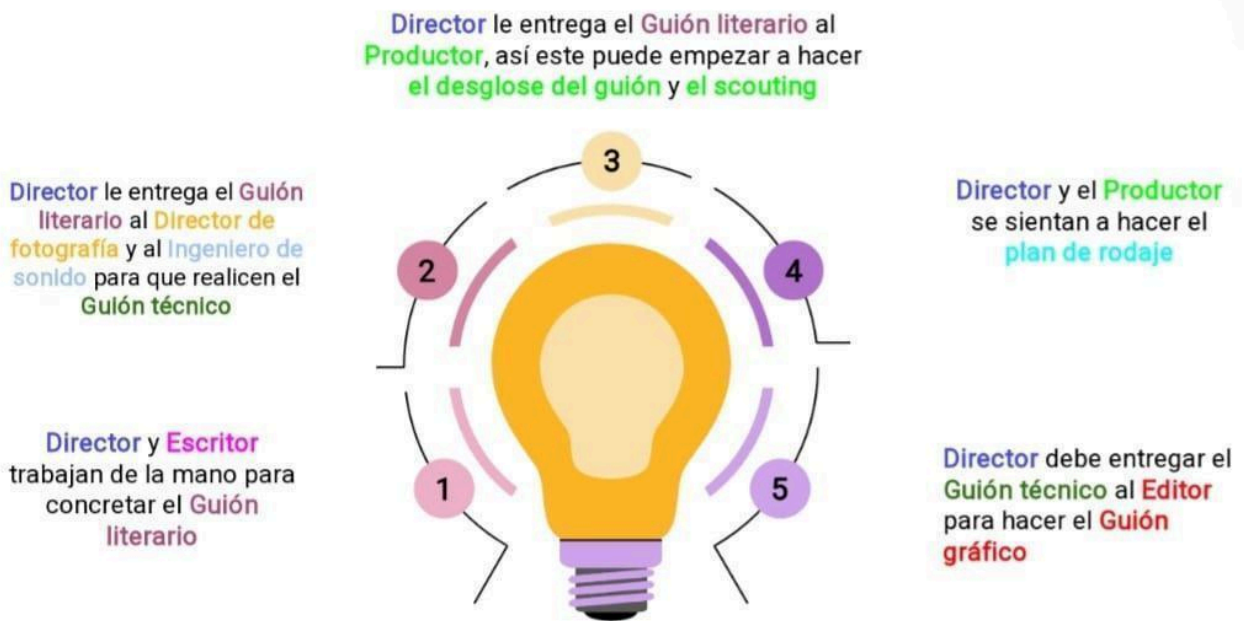 Director le entrega el Guión literario al
Productor, así este puede empezar a hacer
el desglose del guión y el scouting
3
Director le entrega el Guión
literario al Director de
fotografía y al Ingeniero de
sonido para que realicen el
Guión técnico
2
Director y el Productor
se sientan a hacer el
plan de rodaje
4
Director y Escritor
trabajan de la mano para
concretar el Guión
literario
1
Director debe entregar el
Guión técnico al Editor
para hacer el Guión
gráfico
5